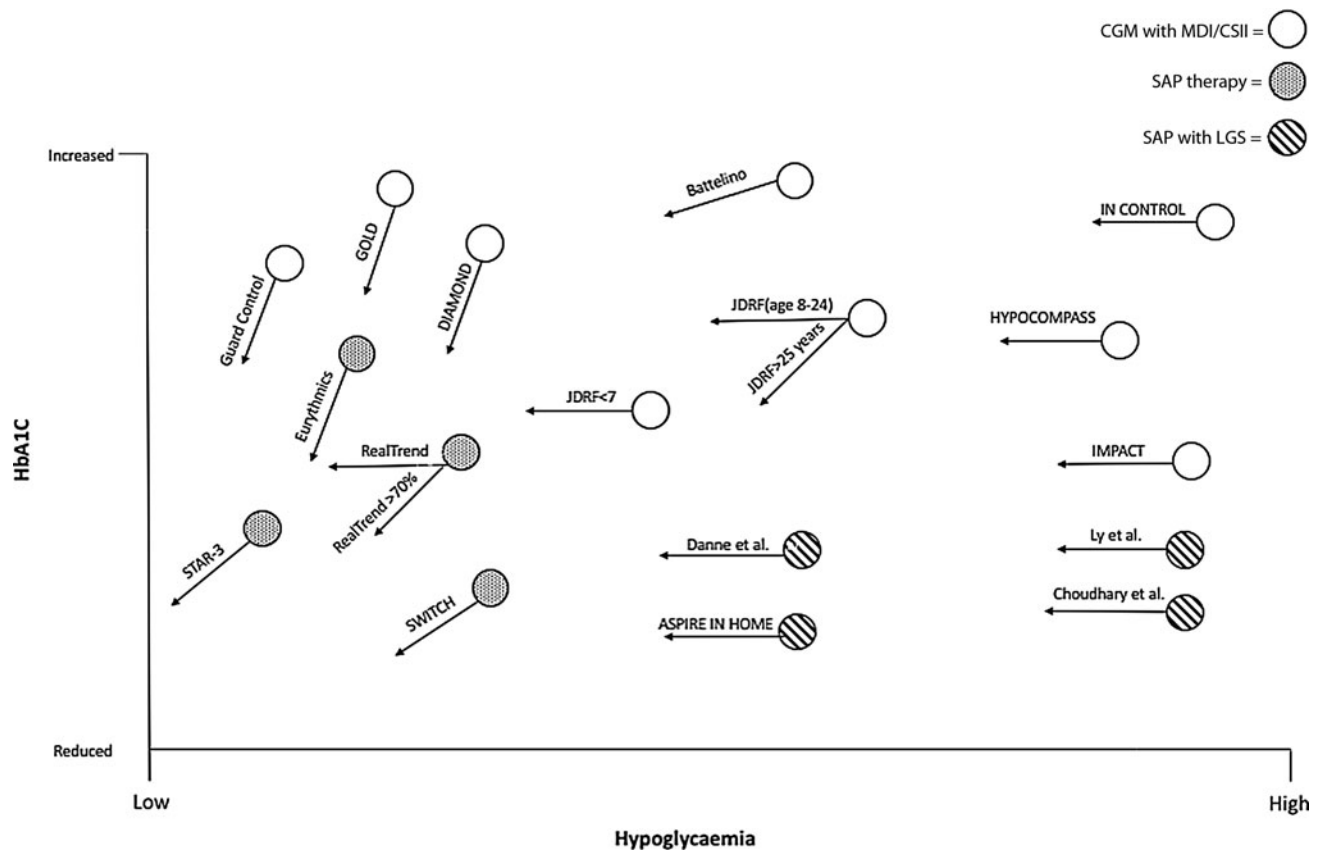 CGM with MDI/CSII =
SAP therapy =
SAP with LGS =
Increased
Battelino
IN CONTROL
GOLD
DIAMOND
Guard Control
JDRF(age 8-24)
HYPOCOMPASS
JDRF>25 years
Eurythmics
JDRF<7
RealTrend
IMPACT
RealTrend >70%
HbA1C
STAR-3
Danne et al.
Ly et al.
SWITCH
Choudhary et al.
ASPIRE IN HOME
Reduced
Low
High
Hypoglycaemia